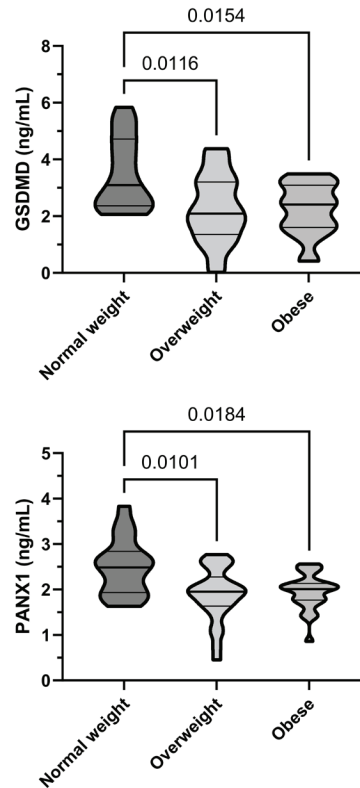 0.0154
0.0116
GSDMD (ng/mL)
8
6
4
2
0
Normal weight
Overweight
Obese
0.0184
0.0101
PANX1 (ng/mL)
5
4
3
2
1
0
Normal weight
Overweight
Obese